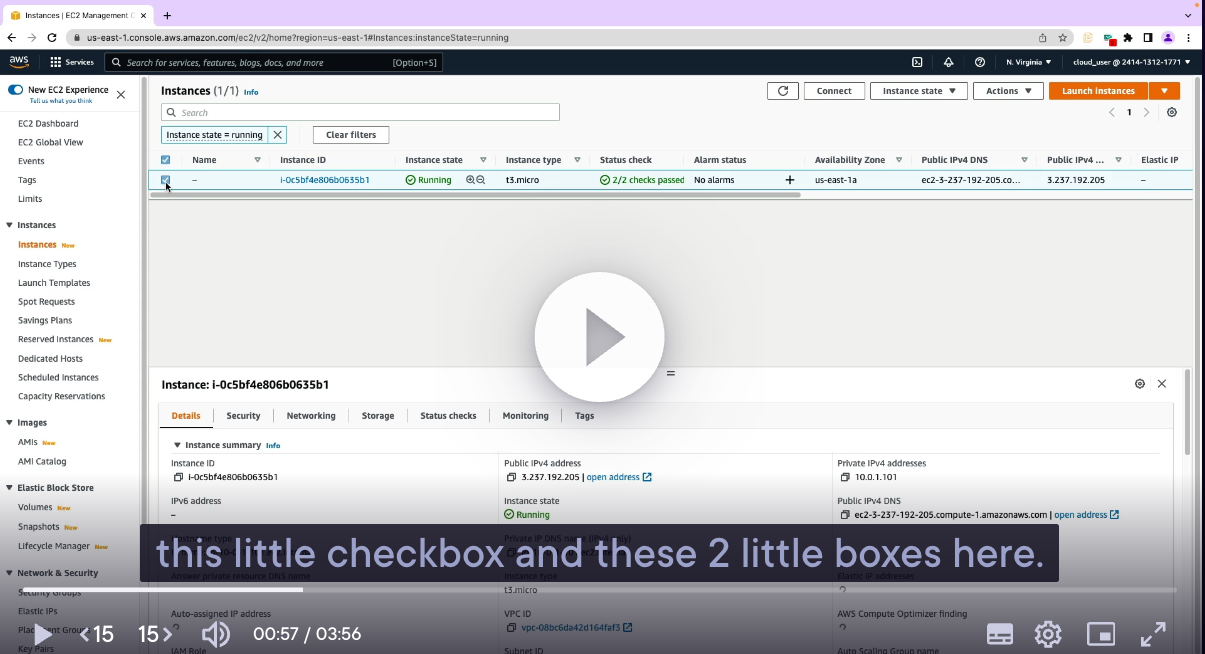 Instances | EC2 Management C
us-east-1.console.aws.amazon.com/ec2/v2/home?region=us-east-1#Instances:instanceState=running
aws Services Search for services, features, blogs, docs, and more [Option+S] N. Virginia cloud_user @ 2414-1312-1771
New EC2 Experience
Tell us what you think
EC2 Dashboard
EC2 Global View
Events
Tags
Limits
Instances
Instances New
Instance Types
Launch Templates
Spot Requests
Savings Plans
Reserved Instances New
Dedicated Hosts
Scheduled Instances
Capacity Reservations
Images
AMIs New
AMI Catalog
Elastic Block Store
Volumes New
Snapshots New
Lifecycle Manager New
Network & Security
Security Groups
Elastic IPs
Placement Groups
Key Pairs
Instances (1/1) Info
Connect Instance state Actions Launch instances
Search
1
Instance state = running Clear filters
Name Instance ID Instance state Instance type Status check Alarm status Availability Zone Public IPv4 DNS Public IPv4 ... Elastic IP
– i-0c5bf4e806b0635b1 Running t3.micro 2/2 checks passed No alarms + us-east-1a ec2-3-237-192-205.co... 3.237.192.205 –
Instance: i-0c5bf4e806b0635b1
Details Security Networking Storage Status checks Monitoring Tags
Instance summary Info
Instance ID Public IPv4 address Private IPv4 addresses
i-0c5bf4e806b0635b1 3.237.192.205 | open address 10.0.1.101
IPv6 address Instance state Public IPv4 DNS
– Running ec2-3-237-192-205.compute-1.amazonaws.com | open address
this little checkbox and these 2 little boxes here.
Answer private resource DNS name Instance type Elastic IP addresses
t3.micro
Auto-assigned IP address VPC ID AWS Compute Optimizer finding
vpc-08bc6da42d164faf3
IAM Role Subnet ID Auto Scaling Group name
15 15 00:57 / 03:56